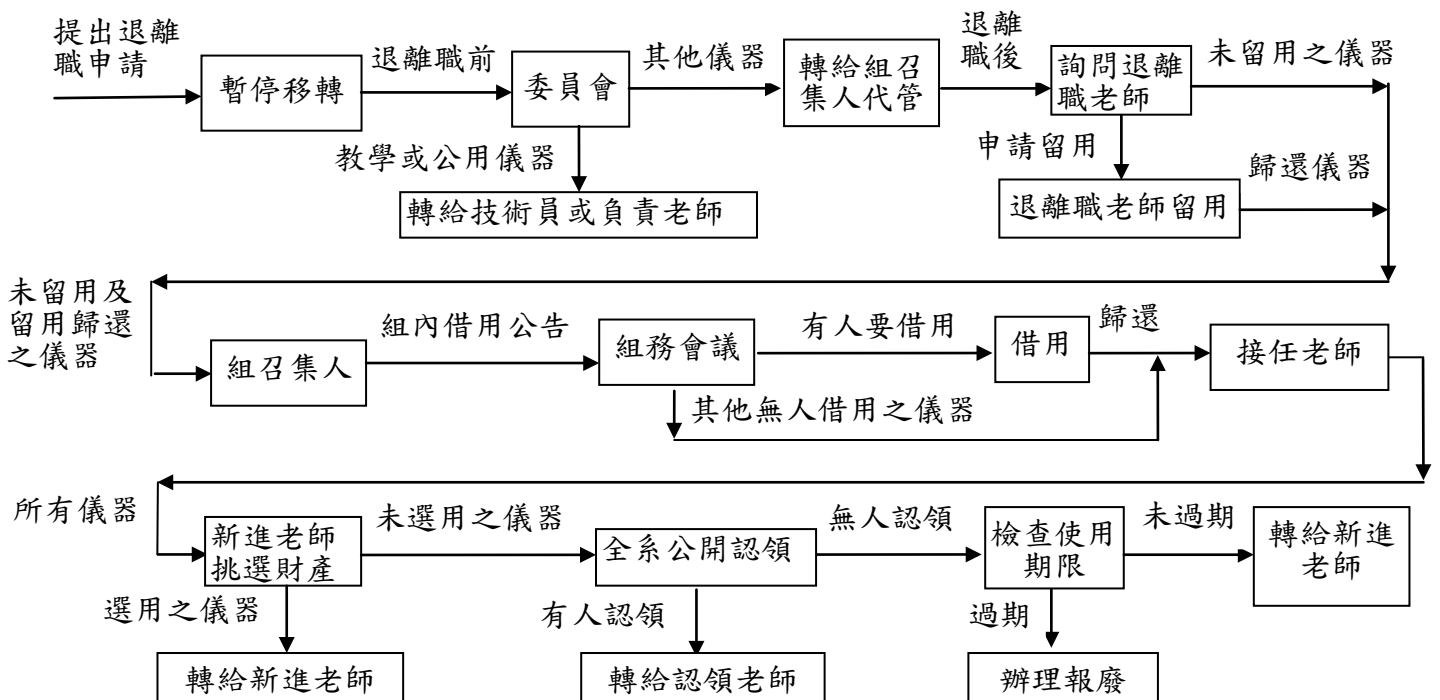 提出退離
職申請
暫停移轉
退離職前
委員會
其他儀器
轉給組召
集人代管
退離
職後
詢問退離
職老師
未留用之儀器
教學或公用儀器
轉給技術員或負責老師
申請留用
退離職老師留用
歸還儀器
未留用及
留用歸還
之儀器
組召集人
組內借用公告
組務會議
有人要借用
借用
歸還
接任老師
其他無人借用之儀器
所有儀器
新進老師
挑選財產
未選用之儀器
全系公開認領
無人認領
檢查使用
期限
未過期
轉給新進
老師
選用之儀器
有人認領
過期
轉給新進老師
轉給認領老師
辦理報廢